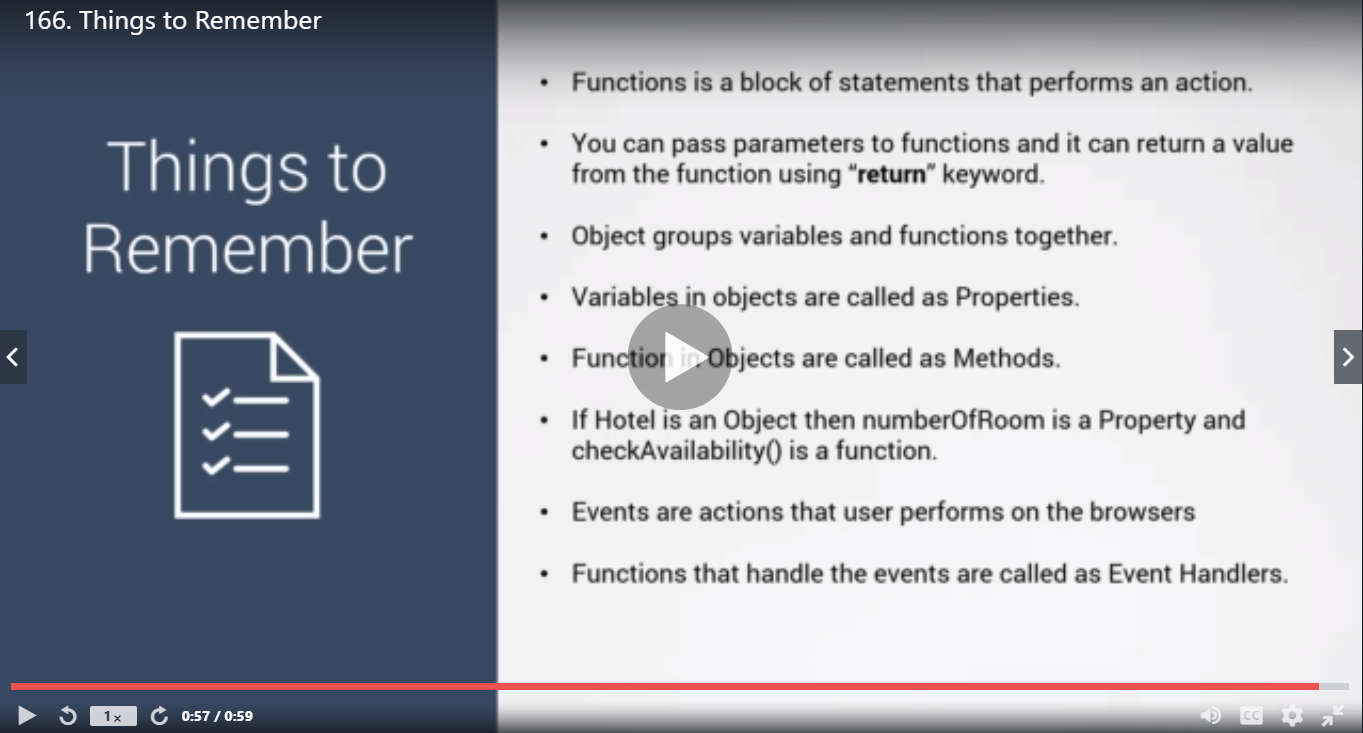 166. Things to Remember
Things to
Remember
• Functions is a block of statements that performs an action.
• You can pass parameters to functions and it can return a value
from the function using “return” keyword.
• Object groups variables and functions together.
• Variables in objects are called as Properties.
• Function in Objects are called as Methods.
• If Hotel is an Object then numberOfRoom is a Property and
checkAvailability() is a function.
• Events are actions that user performs on the browsers
• Functions that handle the events are called as Event Handlers.
1x 0:57 / 0:59 CC